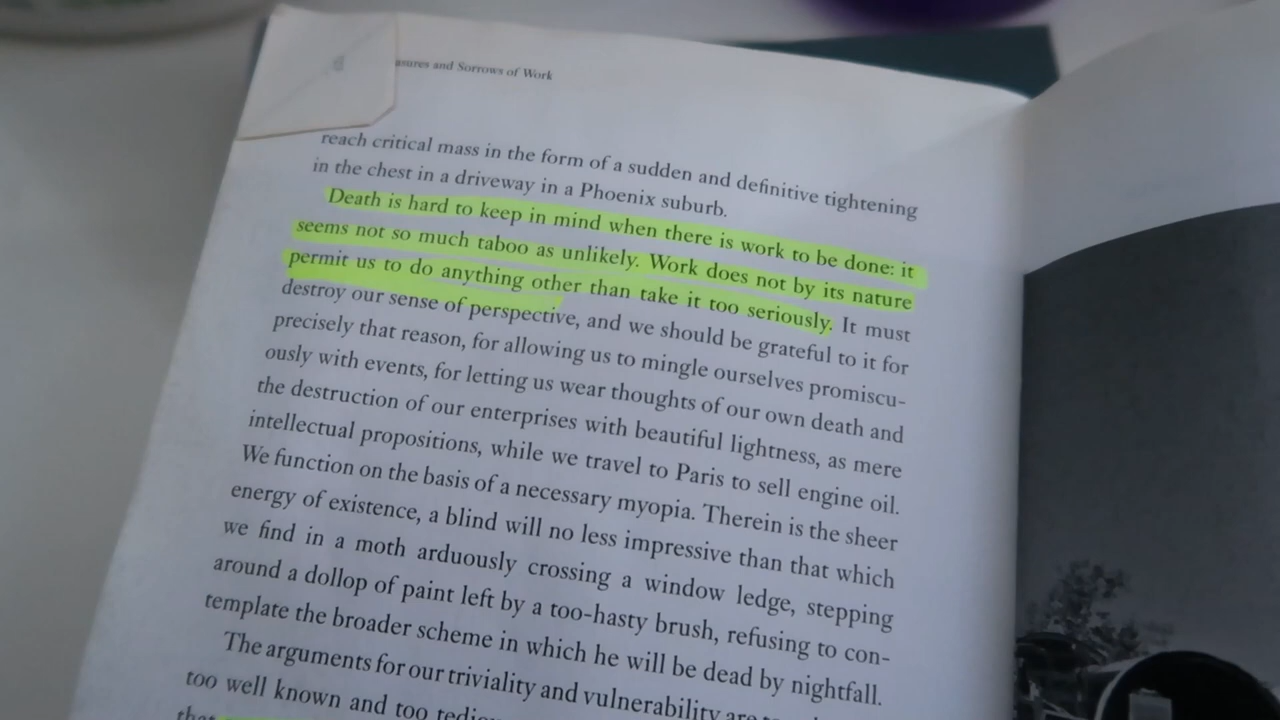 asures and Sorrows of Work
reach critical mass in the form of a sudden and definitive tightening
in the chest in a driveway in a Phoenix suburb.
Death is hard to keep in mind when there is work to be done: it
seems not so much taboo as unlikely. Work does not by its nature
permit us to do anything other than take it too seriously. It must
destroy our sense of perspective, and we should be grateful to it for
precisely that reason, for allowing us to mingle ourselves promiscu-
ously with events, for letting us wear thoughts of our own death and
the destruction of our enterprises with beautiful lightness, as mere
intellectual propositions, while we travel to Paris to sell engine oil.
We function on the basis of a necessary myopia. Therein is the sheer
energy of existence, a blind will no less impressive than that which
we find in a moth arduously crossing a window ledge, stepping
around a dollop of paint left by a too-hasty brush, refusing to con-
template the broader scheme in which he will be dead by nightfall.
The arguments for our triviality and vulnerability are
too well known and too
that